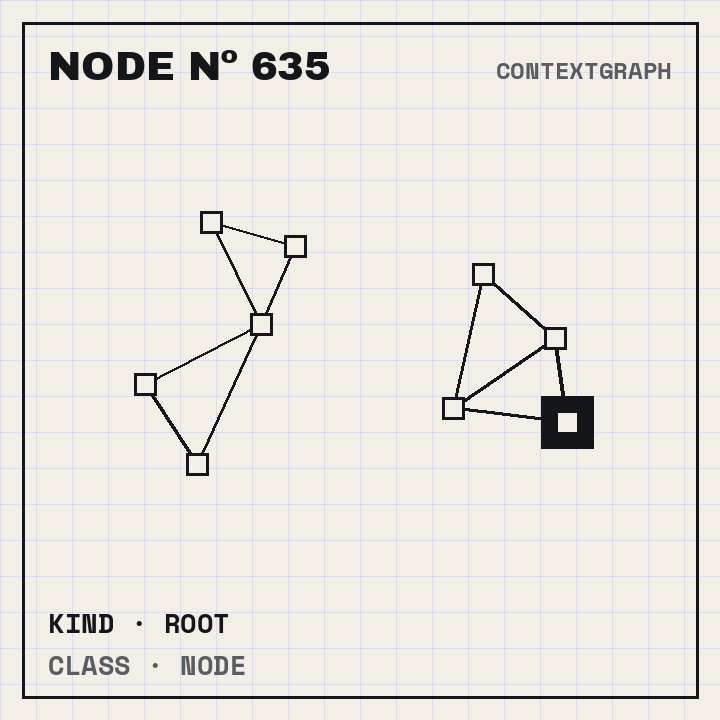 NODE Nº 635
CONTEXTGRAPH
KIND · ROOT
CLASS · NODE